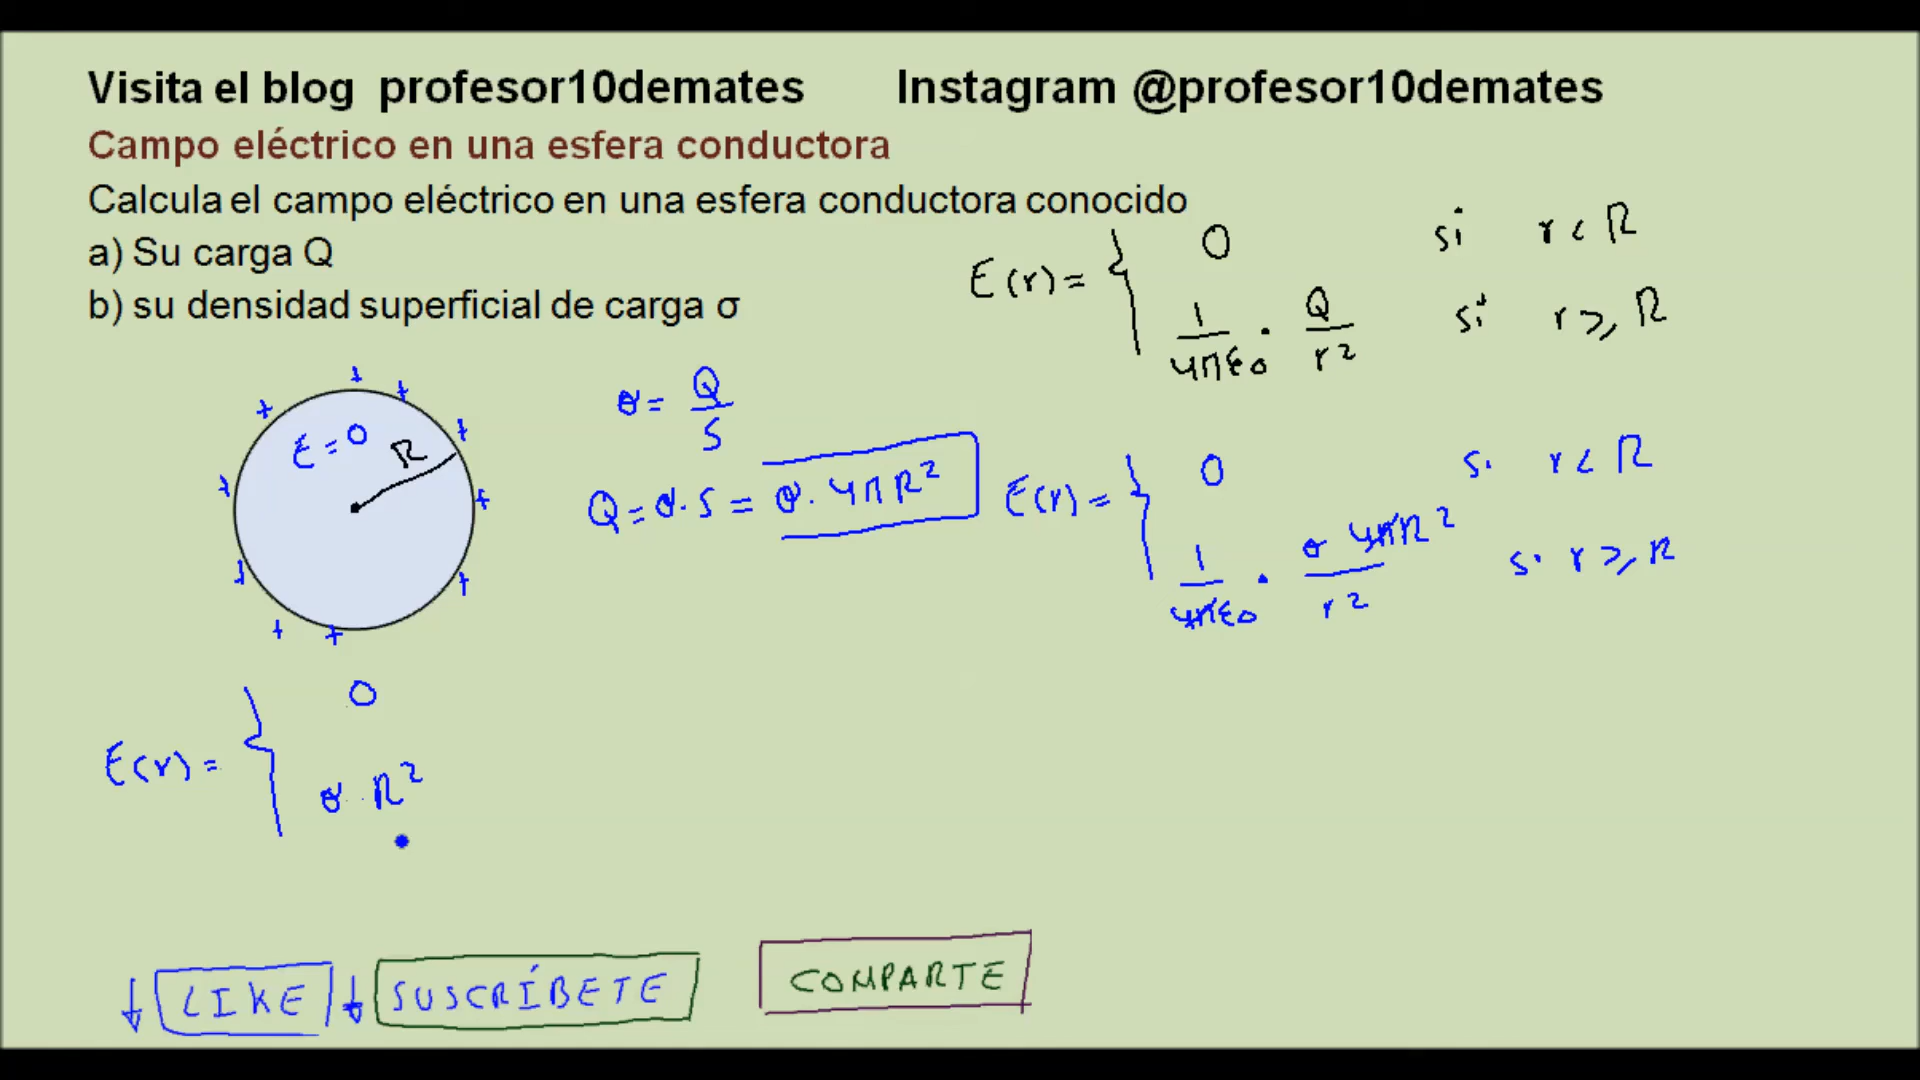 Visita el blog profesor10demates Instagram @profesor10demates
Campo eléctrico en una esfera conductora
Calcula el campo eléctrico en una esfera conductora conocido
a) Su carga Q
b) su densidad superficial de carga σ
E(r) = { 0 si r < R
1/4πε0 · Q/r² si r ≥ R
E = 0 R
σ = Q/S
Q = σ · S = σ · 4πR²
E(r) = { 0 si r < R
1/4πε0 · σ 4πR²/r² si r ≥ R
E(r) = { 0
σ · R²
↓ LIKE ↓ SUSCRÍBETE COMPARTE